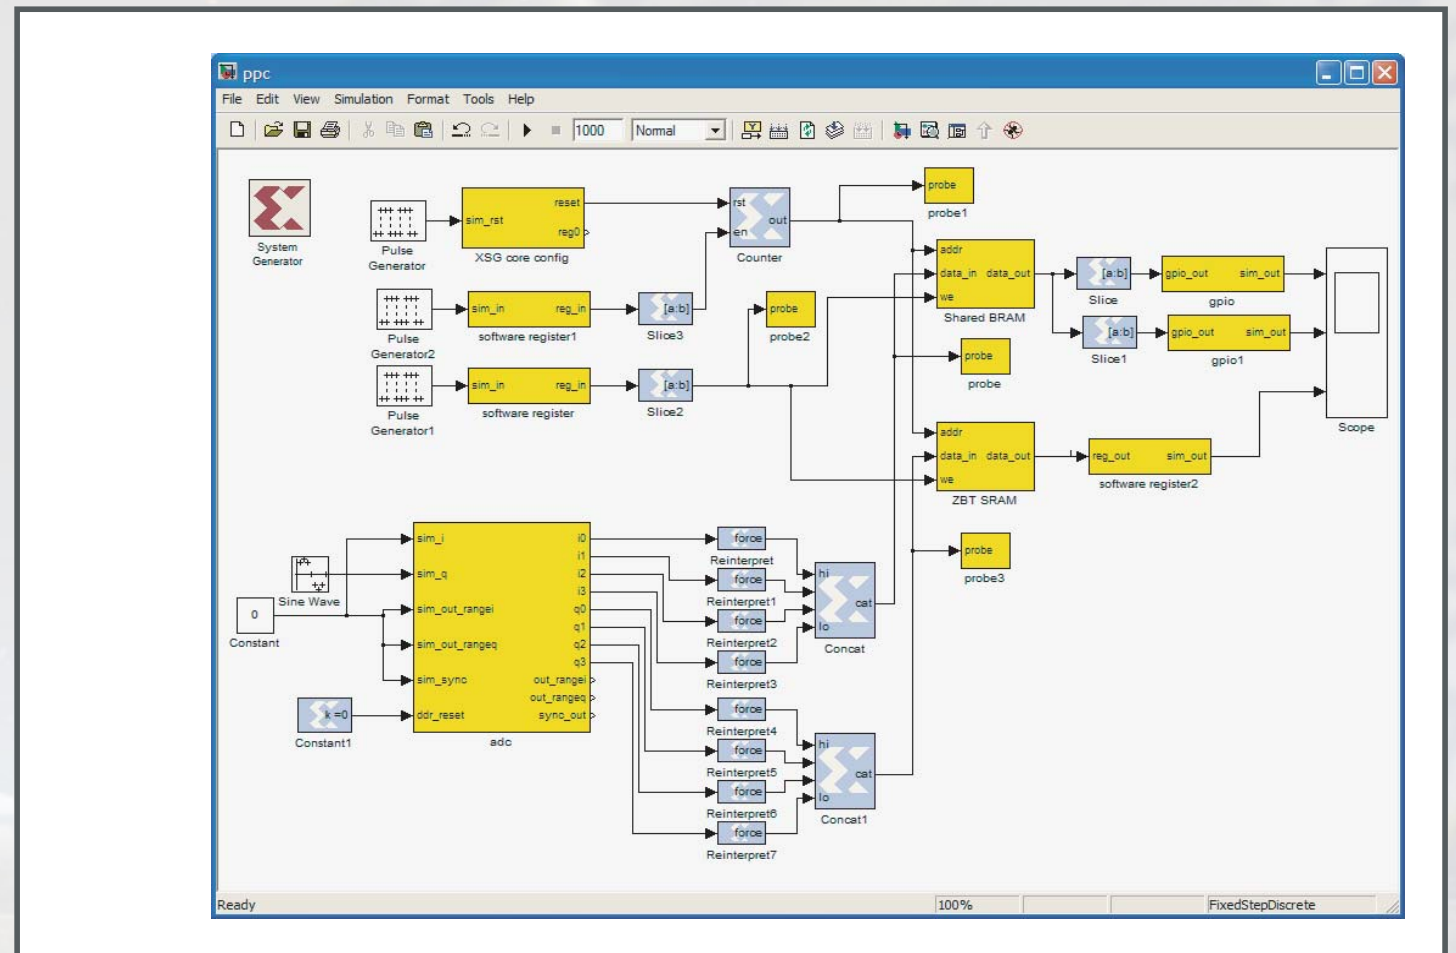 ppc
File Edit View Simulation Format Tools Help
1000 Normal
System
Generator
Pulse
Generator
sim_rst
reset
reg0
XSG core config
rst
en
out
Counter
probe
probe1
Pulse
Generator2
sim_in reg_in
software register1
[a:b]
Slice3
probe
probe2
Pulse
Generator1
sim_in reg_in
software register
[a:b]
Slice2
addr
data_in data_out
we
Shared BRAM
[a:b]
Slice
gpio_out sim_out
gpio
[a:b]
Slice1
gpio_out sim_out
gpio1
Scope
probe
probe
addr
data_in data_out
we
ZBT SRAM
reg_out sim_out
software register2
probe
probe3
Sine Wave
0
Constant
k =0
Constant1
sim_i
sim_q
sim_out_rangei
sim_out_rangeq
sim_sync
ddr_reset
i0
i1
i2
i3
q0
q1
q2
q3
out_rangei
out_rangeq
sync_out
adc
force
Reinterpret
force
Reinterpret1
force
Reinterpret2
force
Reinterpret3
hi
cat
lo
Concat
force
Reinterpret4
force
Reinterpret5
force
Reinterpret6
force
Reinterpret7
hi
cat
lo
Concat1
Ready 100% FixedStepDiscrete